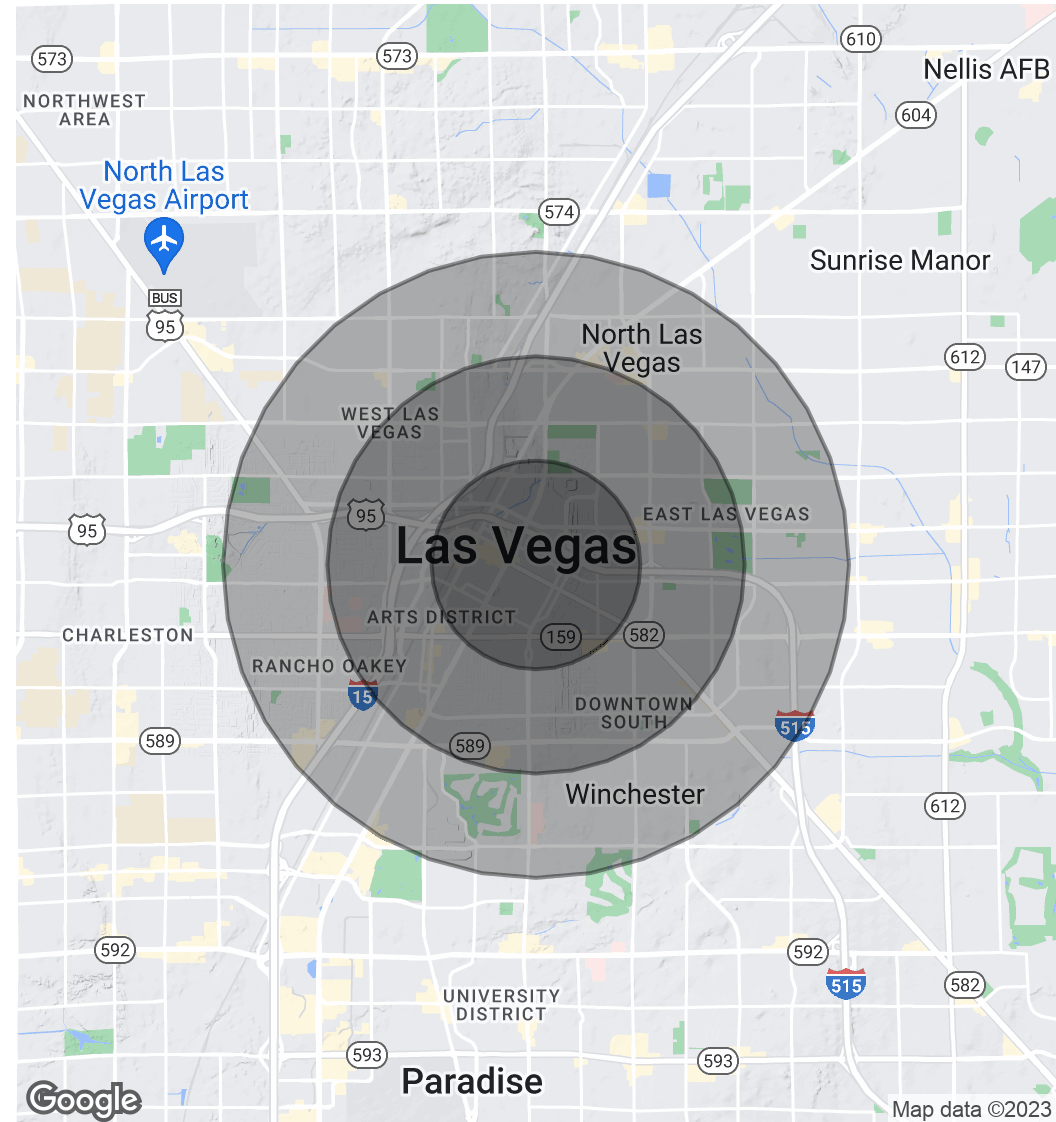 573
573
610
Nellis AFB
NORTHWEST
AREA
604
North Las
Vegas Airport
574
Sunrise Manor
BUS
95
North Las
Vegas
612
147
WEST LAS
VEGAS
95
95
EAST LAS VEGAS
Las Vegas
ARTS DISTRICT
CHARLESTON
159
582
RANCHO OAKEY
15
DOWNTOWN
SOUTH
515
589
589
Winchester
612
592
592
515
582
UNIVERSITY
DISTRICT
593
593
Paradise
Google
Map data ©2023